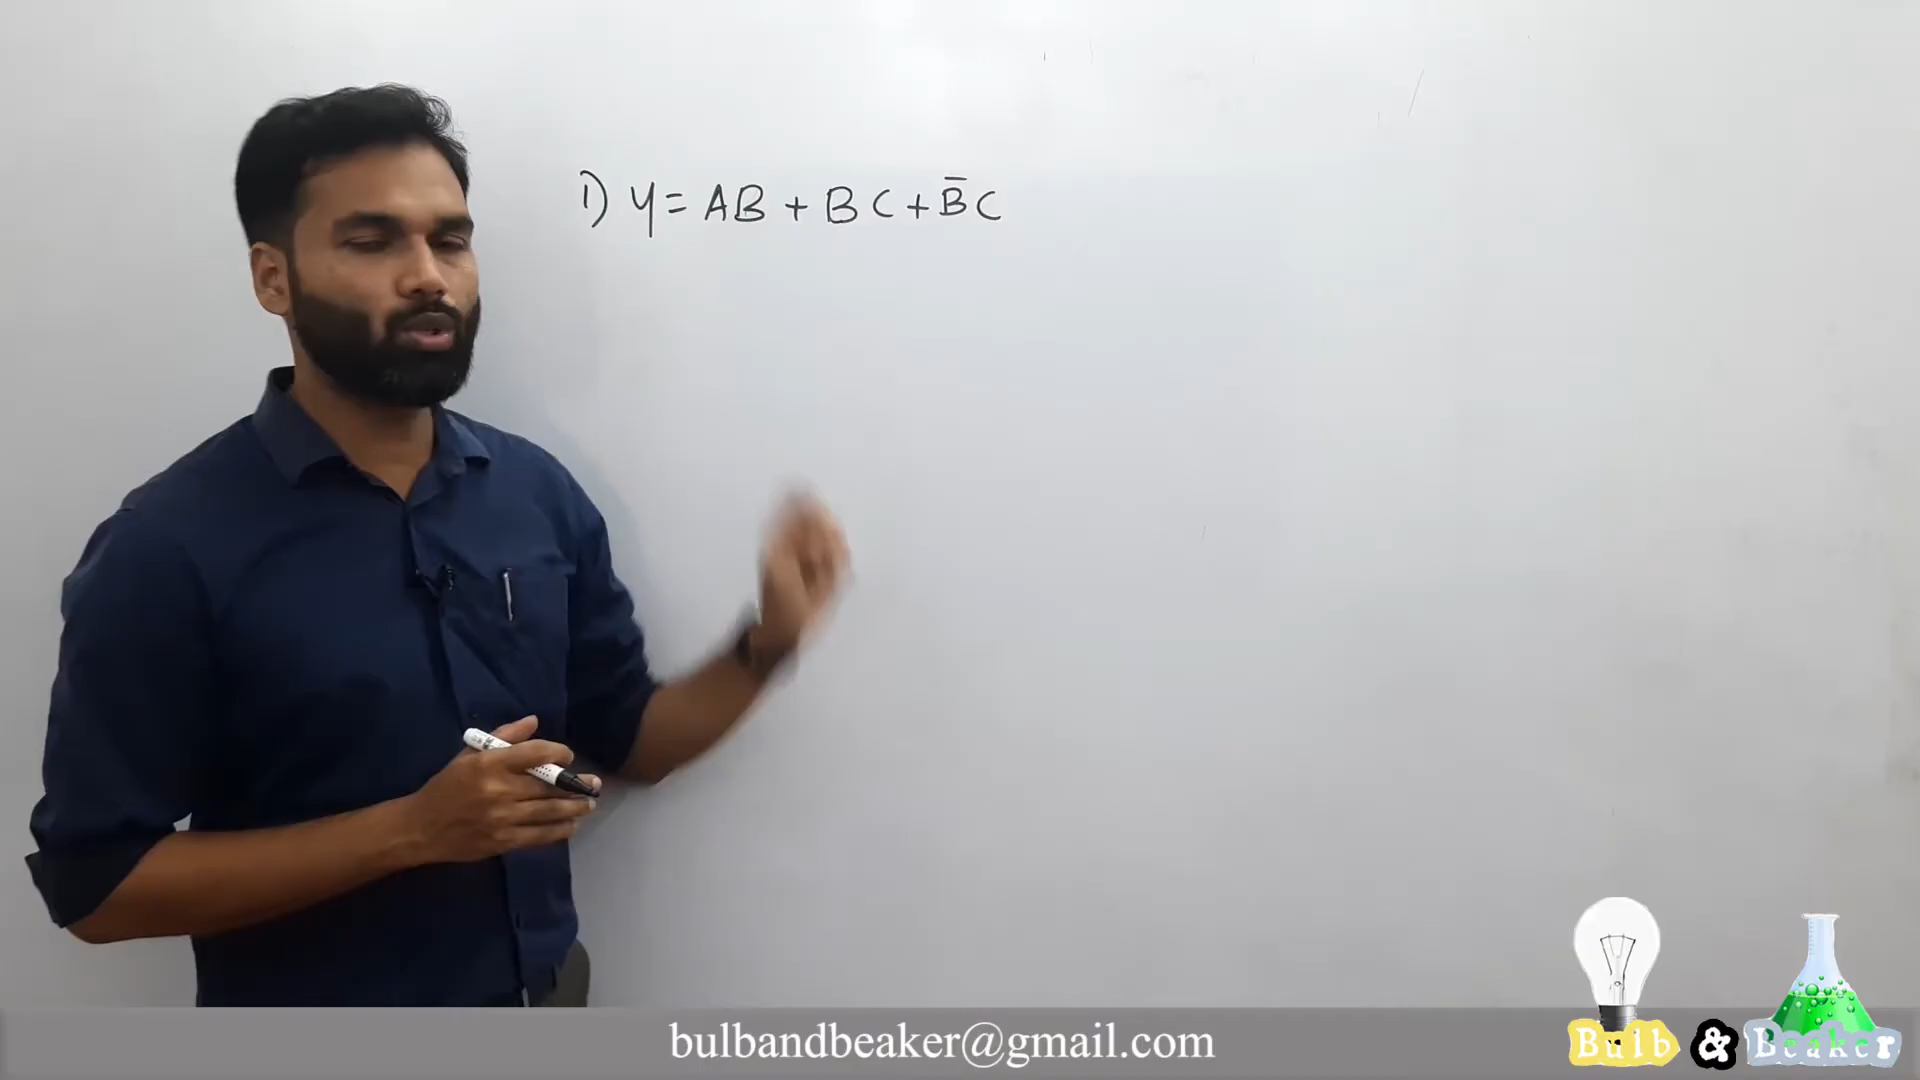 1) Y = AB + BC + B̅C
bulbandbeaker@gmail.com
Bulb & Beaker